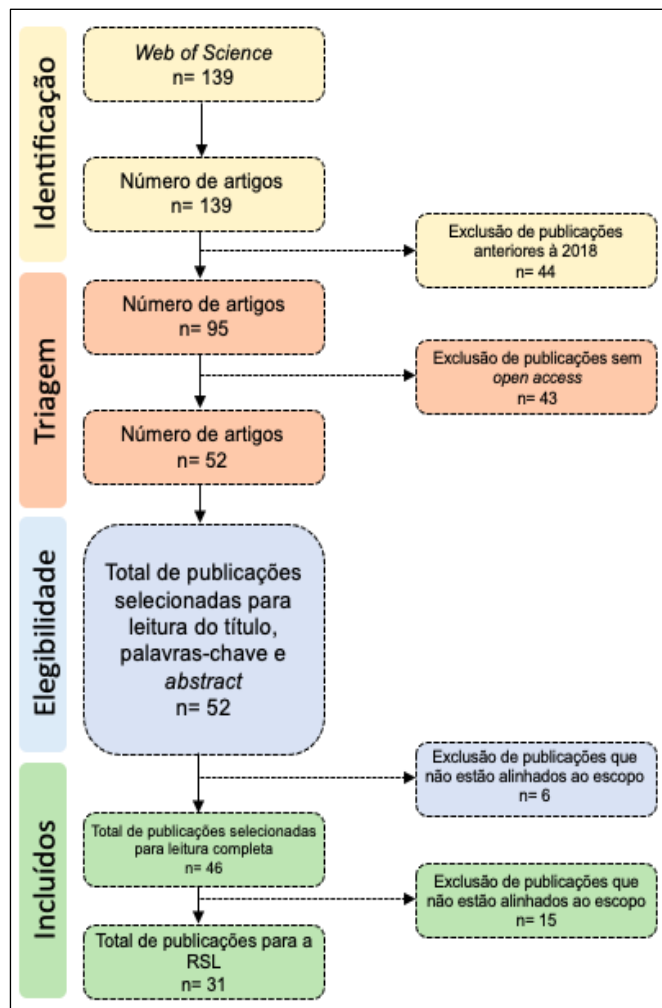 Identificação
Web of Science
n= 139
Número de artigos
n= 139
Exclusão de publicações
anteriores à 2018
n= 44
Triagem
Número de artigos
n= 95
Exclusão de publicações sem
open access
n= 43
Número de artigos
n= 52
Elegibilidade
Total de publicações
selecionadas para
leitura do título,
palavras-chave e
abstract
n= 52
Exclusão de publicações que
não estão alinhados ao escopo
n= 6
Incluídos
Total de publicações selecionadas
para leitura completa
n= 46
Exclusão de publicações que
não estão alinhados ao escopo
n= 15
Total de publicações para a
RSL
n= 31